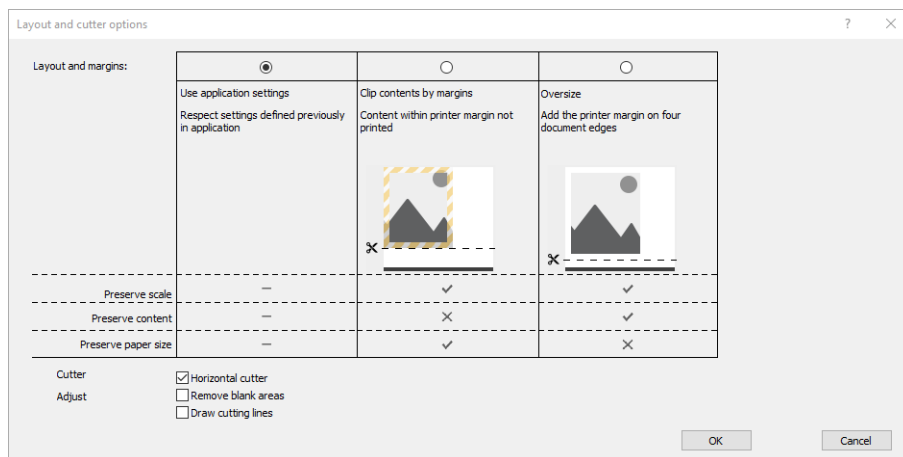 Layout and cutter options
Layout and margins:
Use application settings
Respect settings defined previously
in application
Clip contents by margins
Content within printer margin not
printed
Oversize
Add the printer margin on four
document edges
Preserve scale
Preserve content
Preserve paper size
Cutter
Horizontal cutter
Adjust
Remove blank areas
Draw cutting lines
OK
Cancel